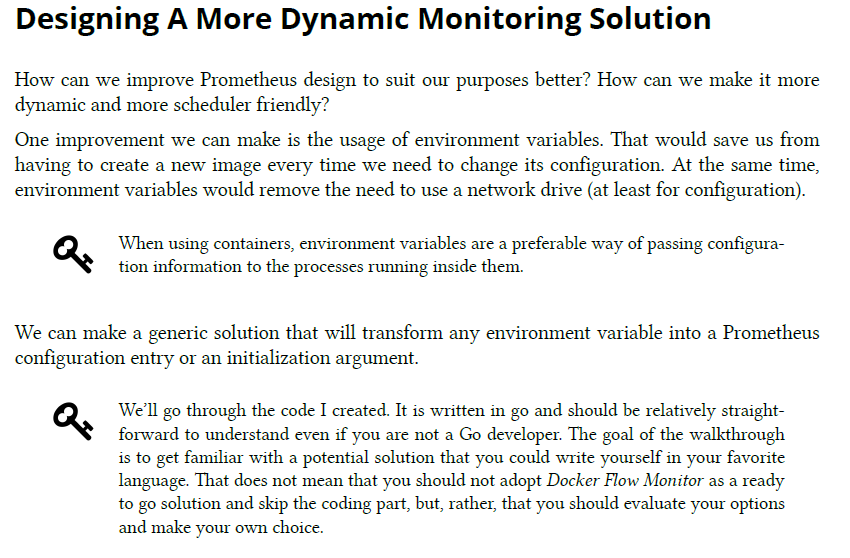 Designing A More Dynamic Monitoring Solution
How can we improve Prometheus design to suit our purposes better? How can we make it more
dynamic and more scheduler friendly?
One improvement we can make is the usage of environment variables. That would save us from
having to create a new image every time we need to change its configuration. At the same time,
environment variables would remove the need to use a network drive (at least for configuration).
When using containers, environment variables are a preferable way of passing configura-
tion information to the processes running inside them.
We can make a generic solution that will transform any environment variable into a Prometheus
configuration entry or an initialization argument.
We'll go through the code I created. It is written in go and should be relatively straight-
forward to understand even if you are not a Go developer. The goal of the walkthrough
is to get familiar with a potential solution that you could write yourself in your favorite
language. That does not mean that you should not adopt Docker Flow Monitor as a ready
to go solution and skip the coding part, but, rather, that you should evaluate your options
and make your own choice.